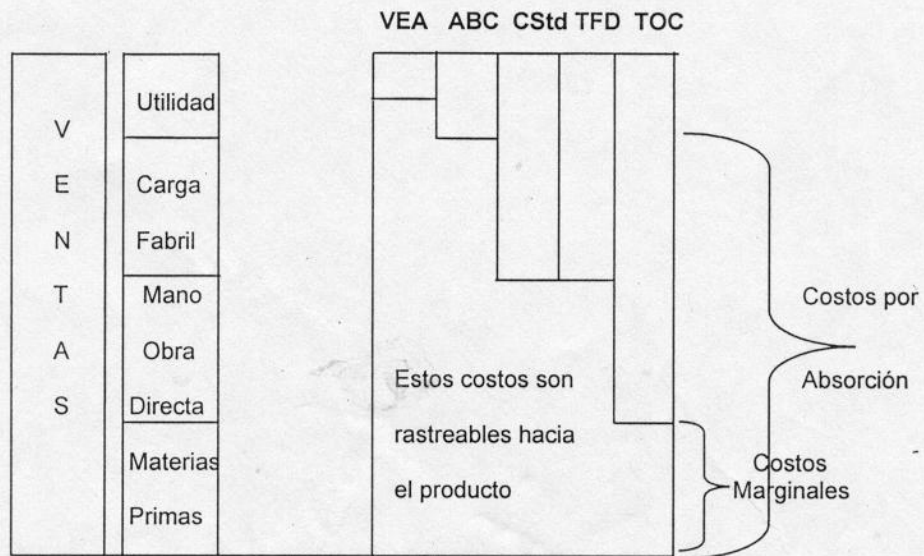 VEA ABC CStd TFD TOC
V
E
N
T
A
S
Utilidad
Carga
Fabril
Mano
Obra
Directa
Materias
Primas
Estos costos son
rastreables hacia
el producto
Costos
Marginales
Costos por
Absorción